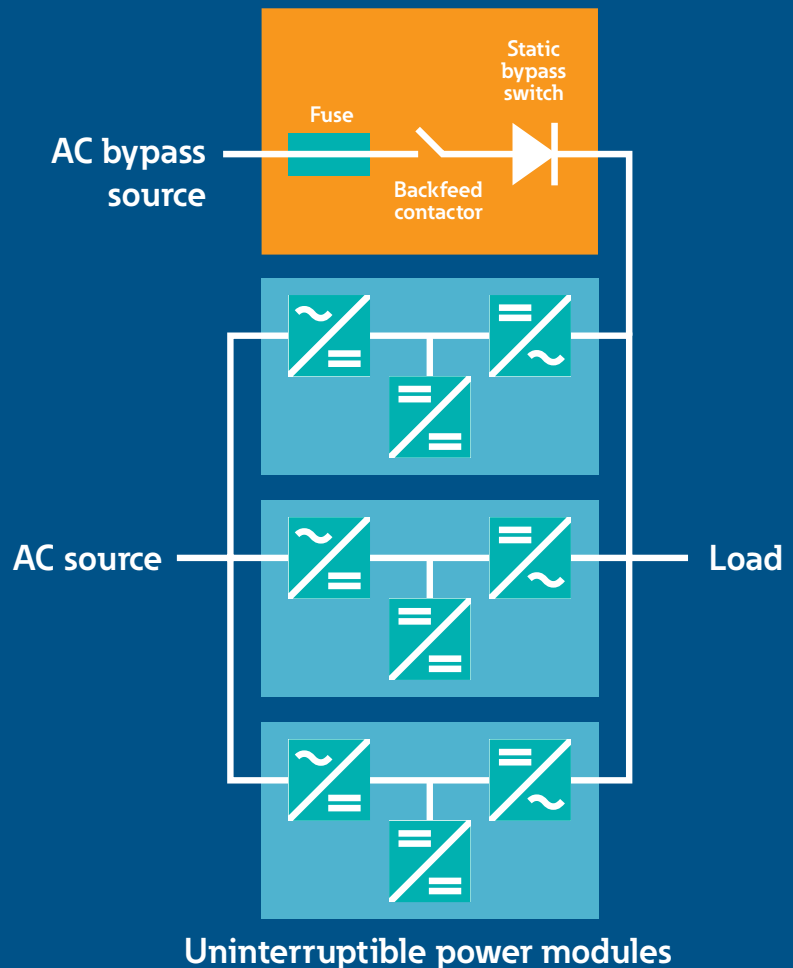 Static
bypass
switch
Fuse
AC bypass
source
Backfeed
contactor
AC source
Load
Uninterruptible power modules